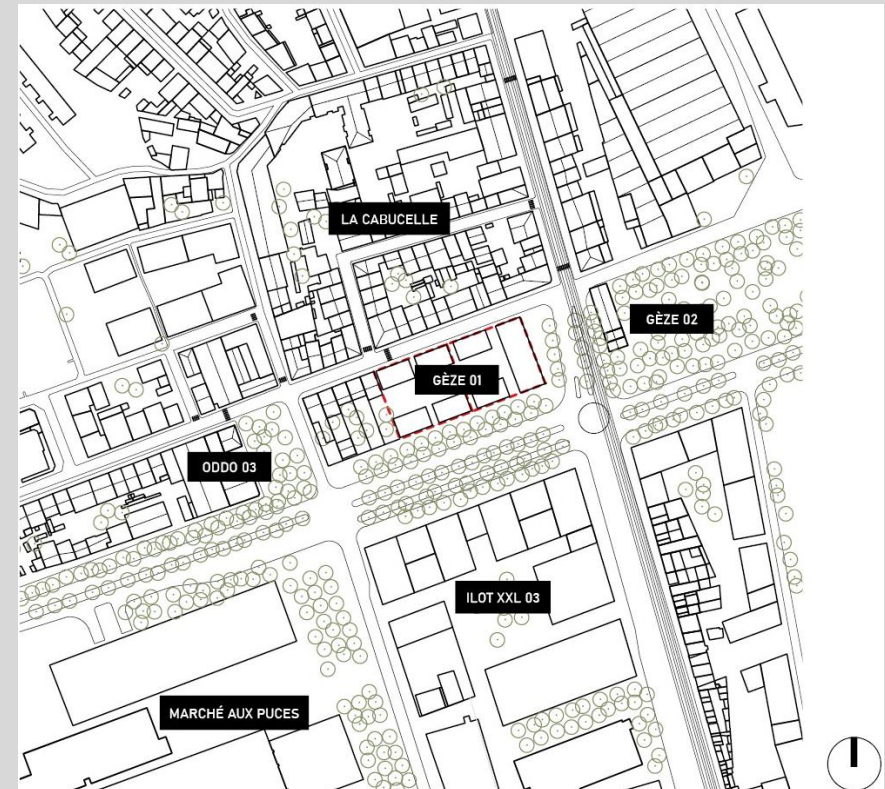 LA CABUCELLE
GÈZE 02
GÈZE 01
ODDO 03
ILOT XXL 03
MARCHÉ AUX PUCES